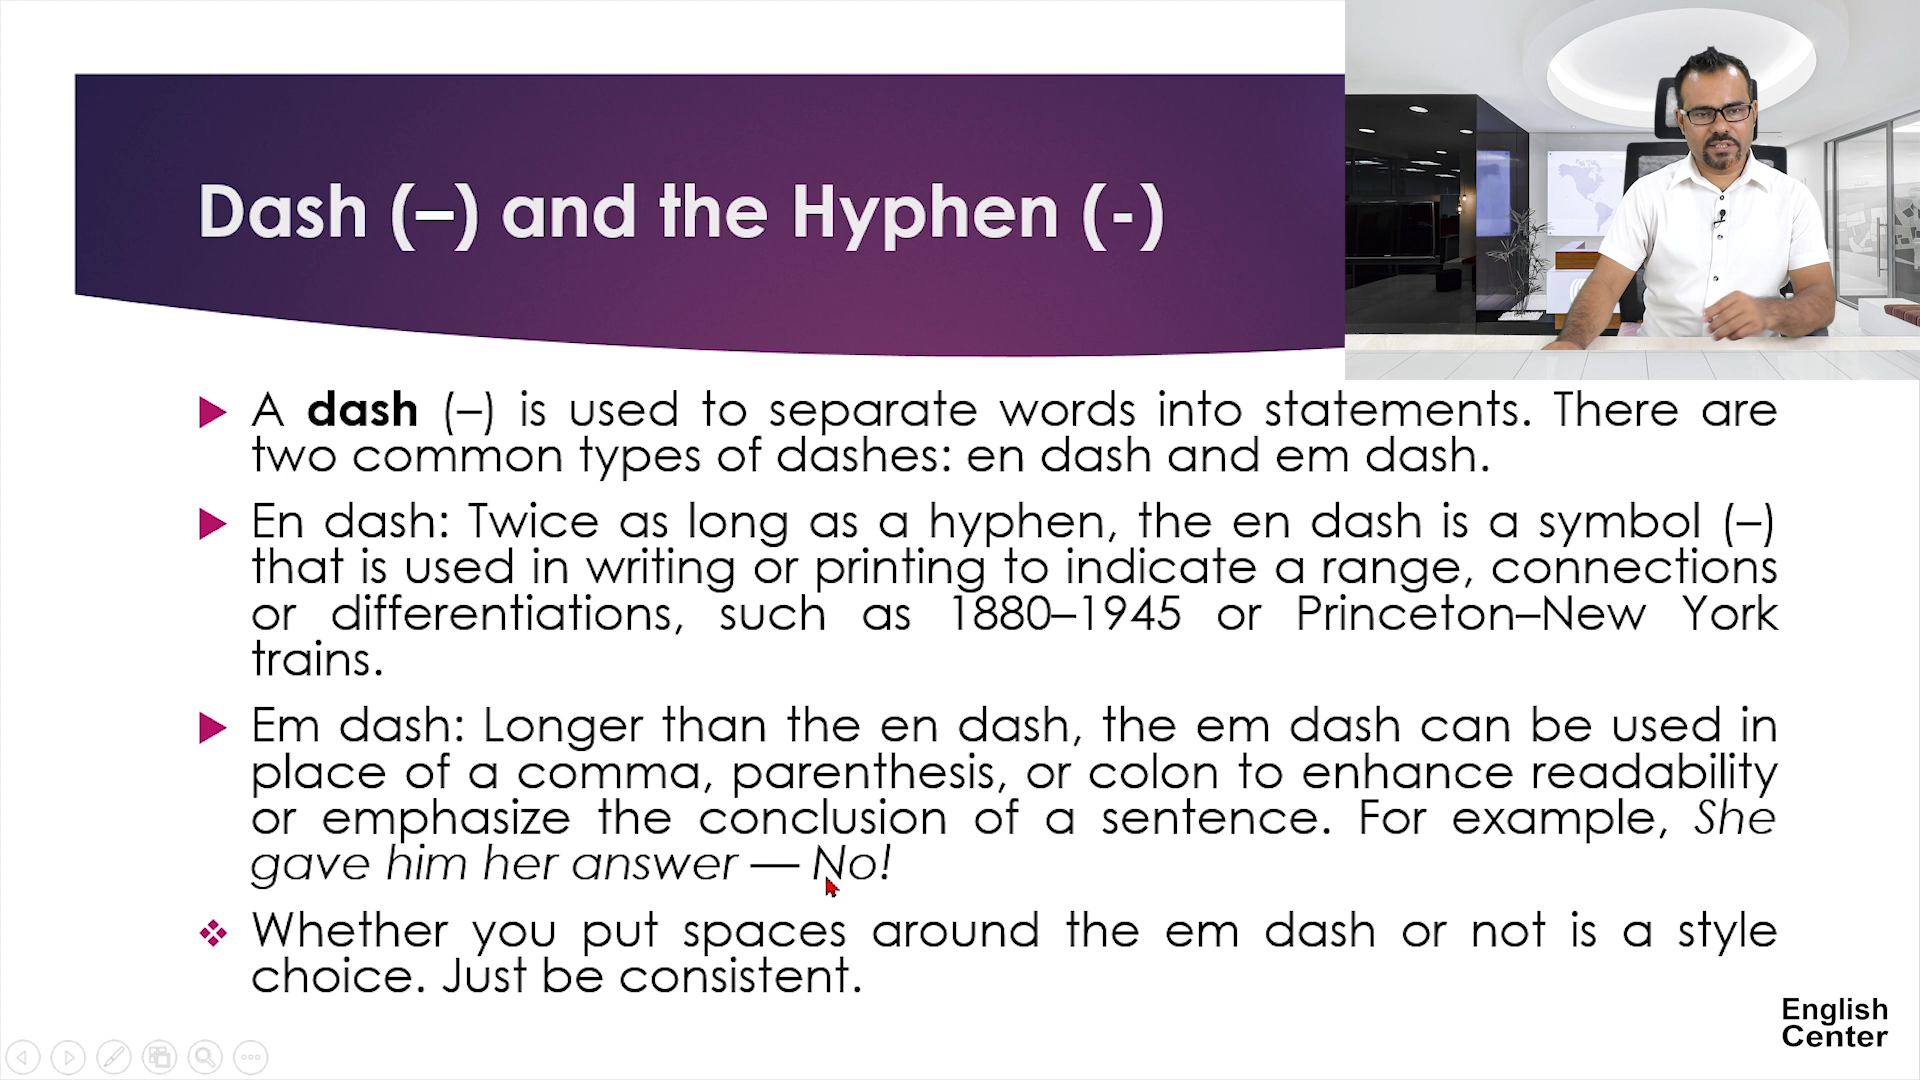 Dash (–) and the Hyphen (-)
A dash (–) is used to separate words into statements. There are
two common types of dashes: en dash and em dash.
En dash: Twice as long as a hyphen, the en dash is a symbol (–)
that is used in writing or printing to indicate a range, connections
or differentiations, such as 1880–1945 or Princeton–New York
trains.
Em dash: Longer than the en dash, the em dash can be used in
place of a comma, parenthesis, or colon to enhance readability
or emphasize the conclusion of a sentence. For example, She
gave him her answer — No!
Whether you put spaces around the em dash or not is a style
choice. Just be consistent.
English
Center